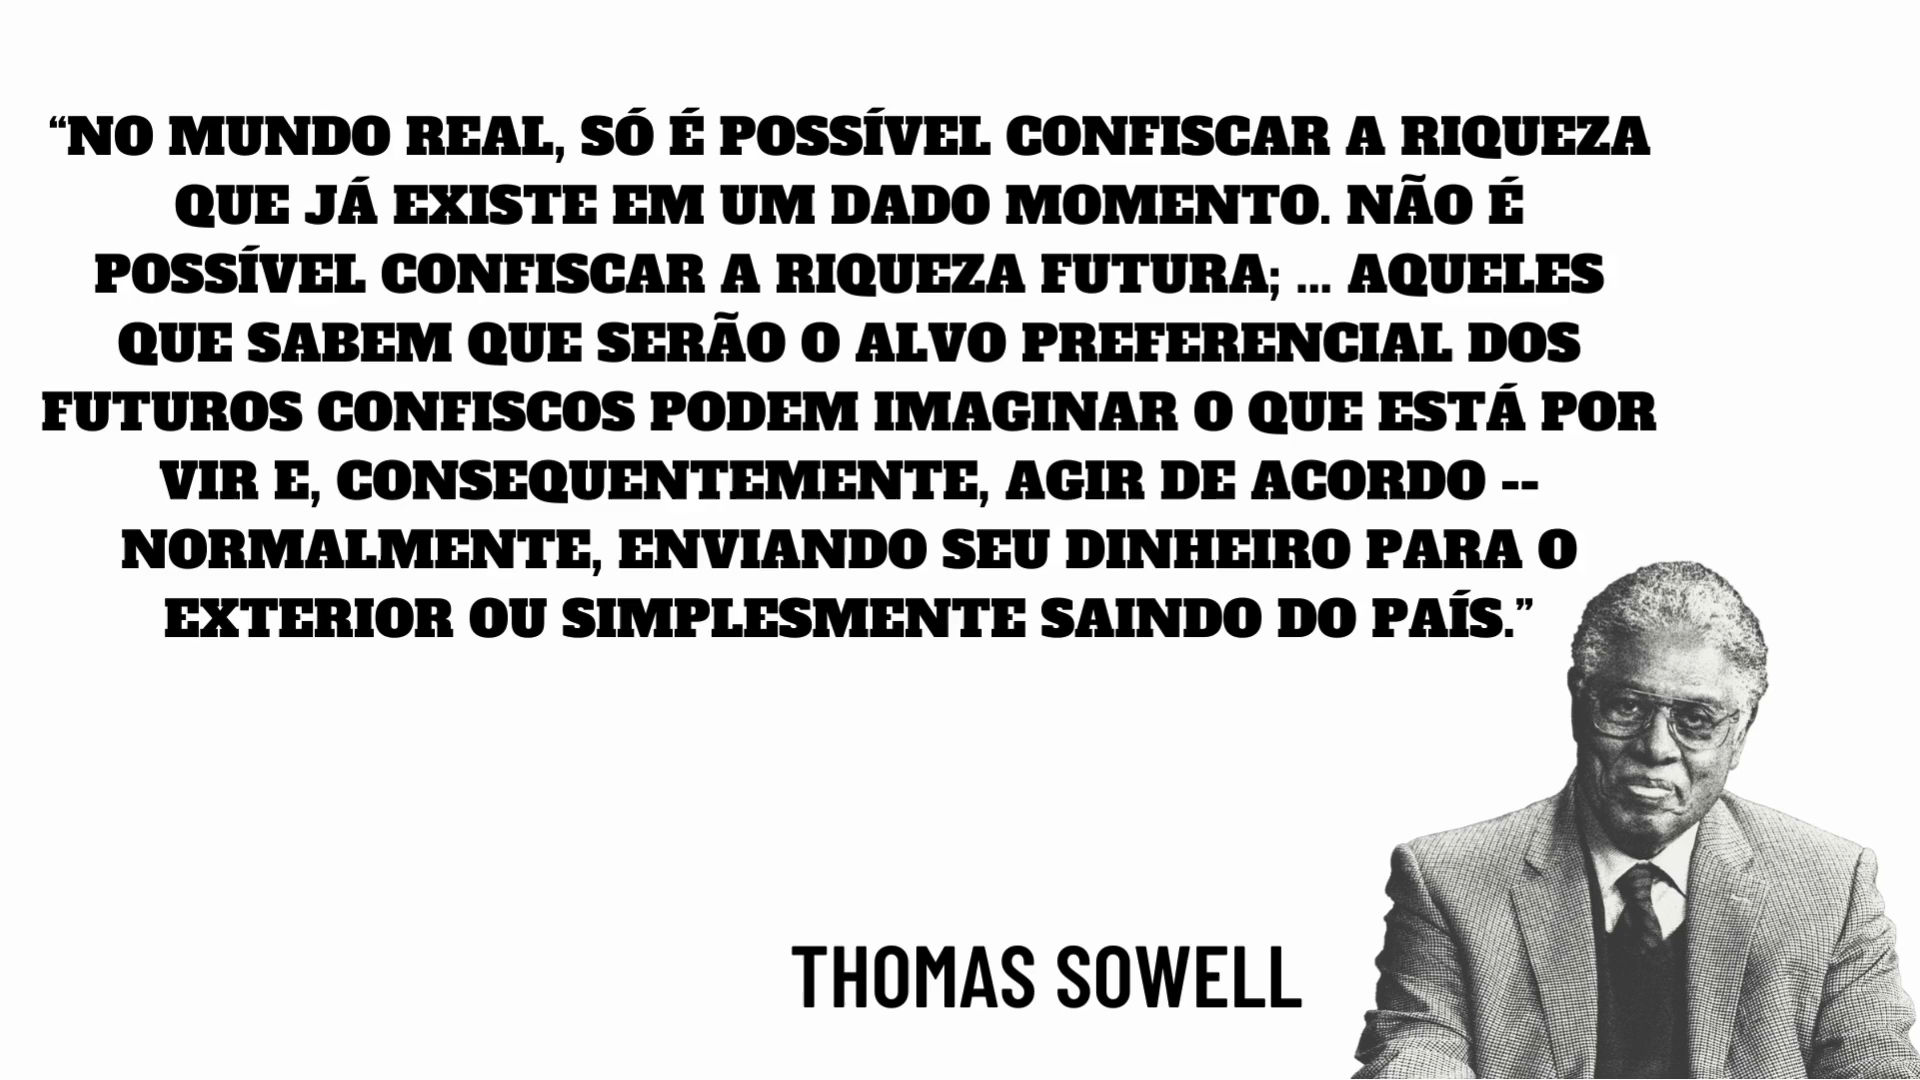 “NO MUNDO REAL, SÓ É POSSÍVEL CONFISCAR A RIQUEZA
QUE JÁ EXISTE EM UM DADO MOMENTO. NÃO É
POSSÍVEL CONFISCAR A RIQUEZA FUTURA; ... AQUELES
QUE SABEM QUE SERÃO O ALVO PREFERENCIAL DOS
FUTUROS CONFISCOS PODEM IMAGINAR O QUE ESTÁ POR
VIR E, CONSEQUENTEMENTE, AGIR DE ACORDO --
NORMALMENTE, ENVIANDO SEU DINHEIRO PARA O
EXTERIOR OU SIMPLESMENTE SAINDO DO PAÍS.”
THOMAS SOWELL